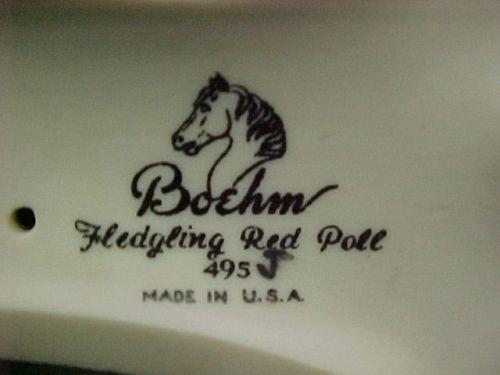 Boehm
Fledgling Red Poll
495 J
MADE IN U.S.A.